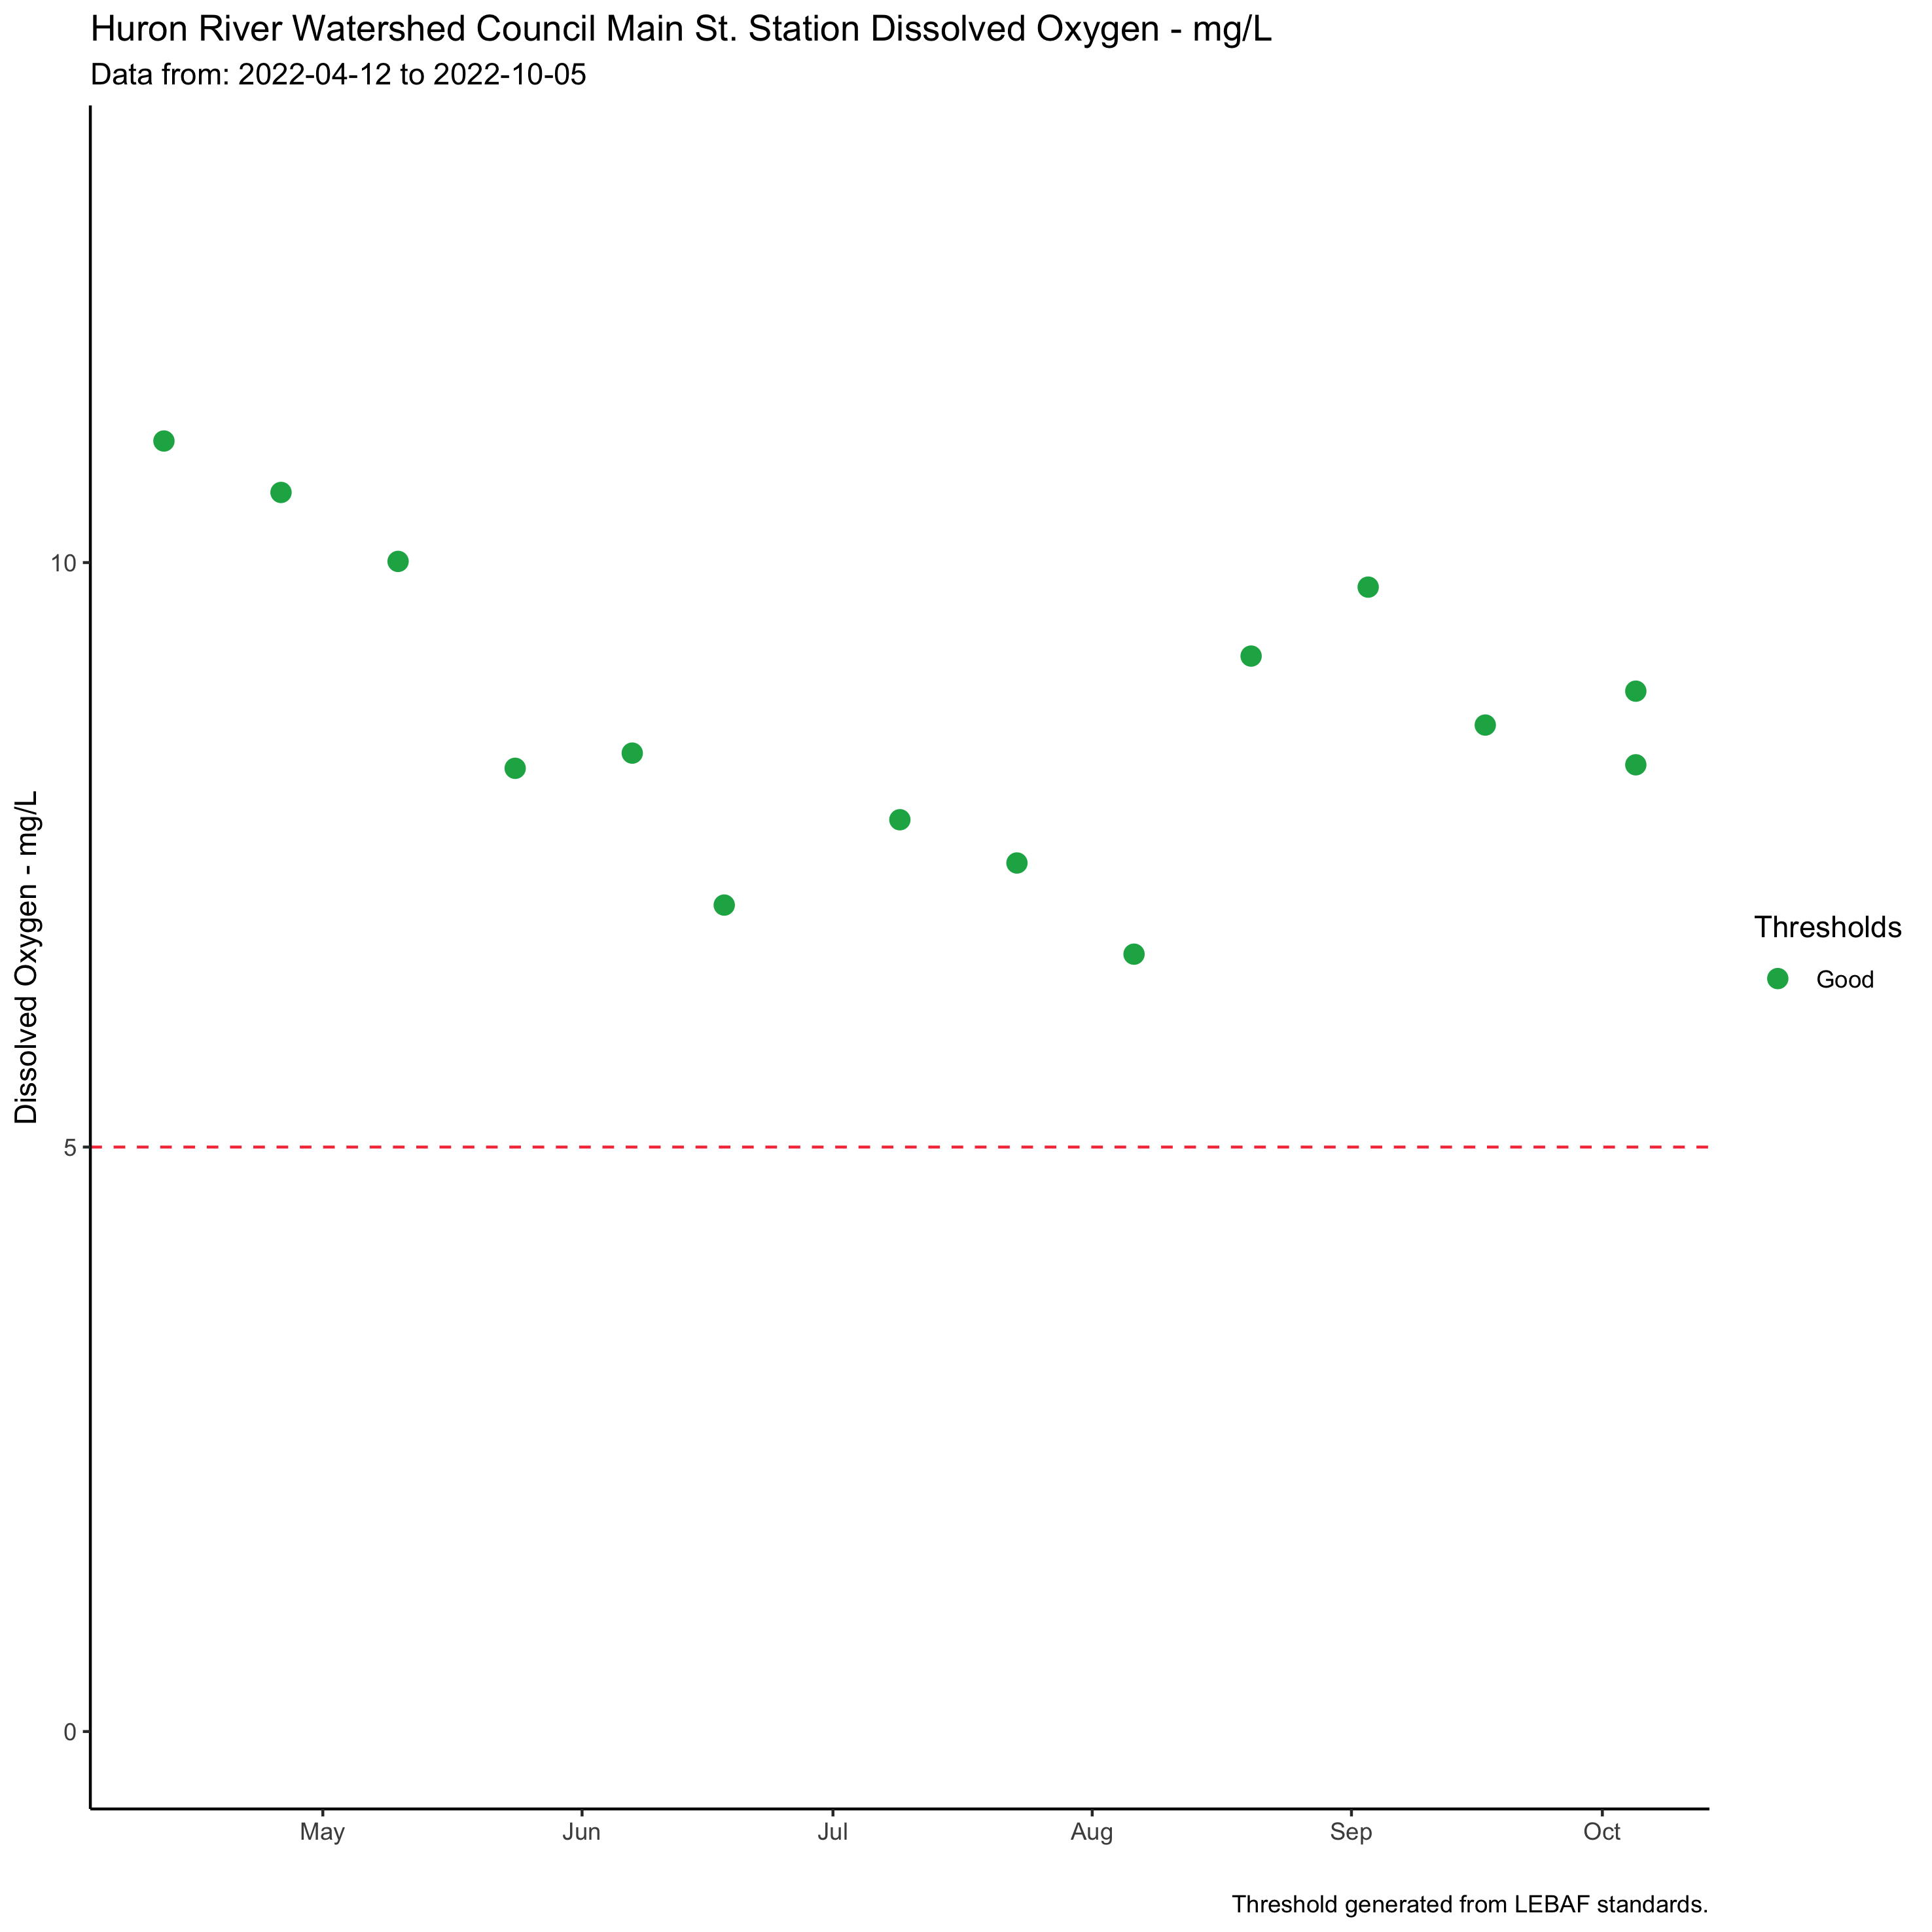 Huron River Watershed Council Main St. Station Dissolved Oxygen - mg/L
Data from: 2022-04-12 to 2022-10-05
Dissolved Oxygen - mg/L
10
5
0
May Jun Jul Aug Sep Oct
Thresholds
Good
Threshold generated from LEBAF standards.